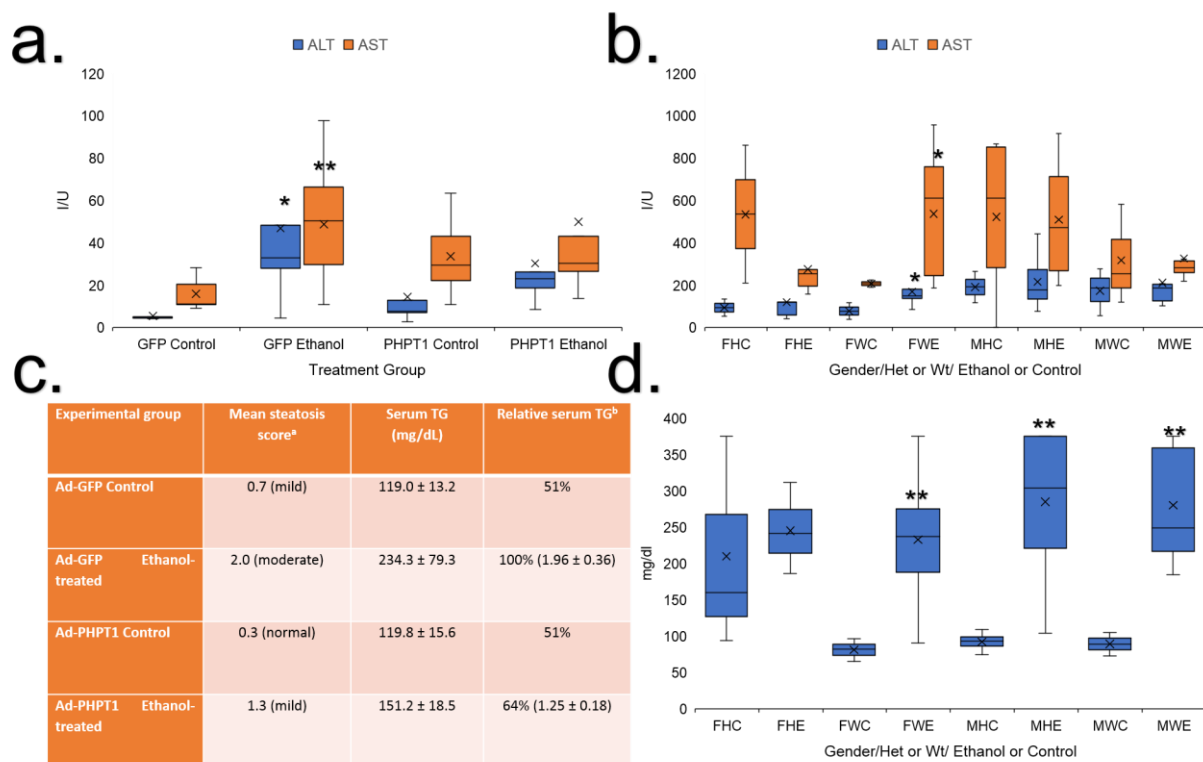 a.
ALT AST
120
100
80
60
40
20
0
I/U
*
**
GFP Control GFP Ethanol PHPT1 Control PHPT1 Ethanol
Treatment Group
b.
ALT AST
1200
1000
800
600
400
200
0
I/U
*
*
FHC FHE FWC FWE MHC MHE MWC MWE
Gender/Het or Wt/ Ethanol or Control
c.
Experimental group Mean steatosis Serum TG Relative serum TGᵇ
scoreᵃ (mg/dL)
Ad-GFP Control 0.7 (mild) 119.0 ± 13.2 51%
Ad-GFP Ethanol- 2.0 (moderate) 234.3 ± 79.3 100% (1.96 ± 0.36)
treated
Ad-PHPT1 Control 0.3 (normal) 119.8 ± 15.6 51%
Ad-PHPT1 Ethanol- 1.3 (mild) 151.2 ± 18.5 64% (1.25 ± 0.18)
treated
d.
400
350
300
250
200
150
100
50
0
mg/dl
**
**
**
FHC FHE FWC FWE MHC MHE MWC MWE
Gender/Het or Wt/ Ethanol or Control